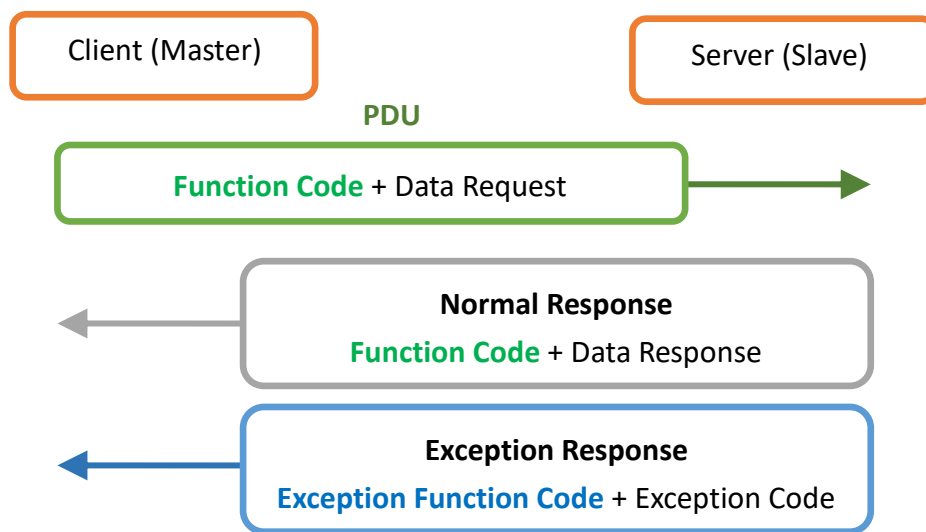 Client (Master)
Server (Slave)
PDU
Function Code + Data Request
Normal Response
Function Code + Data Response
Exception Response
Exception Function Code + Exception Code